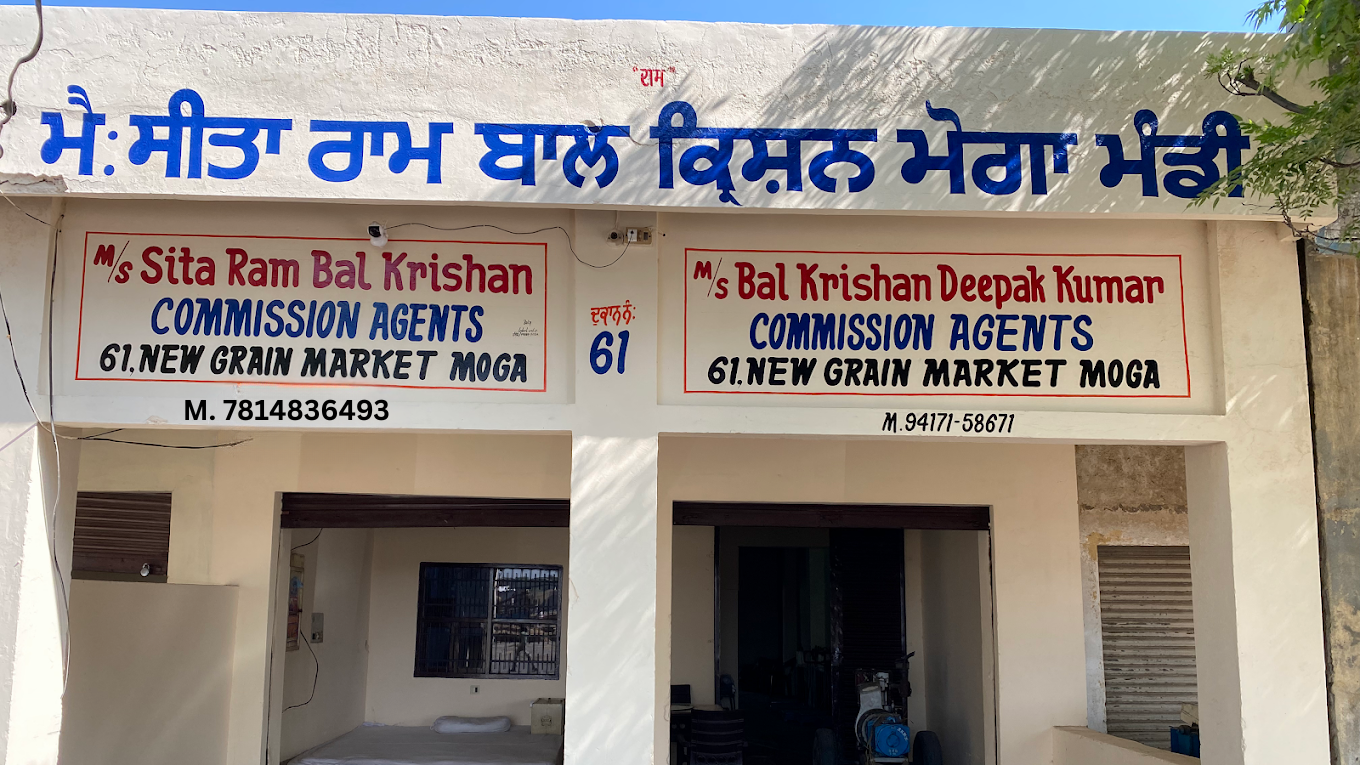 "ਰਾਮ"
ਮੈ: ਸੀਤਾ ਰਾਮ ਬਾਲ ਕ੍ਰਿਸ਼ਨ ਮੋਗਾ ਮੰਡੀ
M/s Sita Ram Bal Krishan
COMMISSION AGENTS
61, NEW GRAIN MARKET MOGA
M. 7814836493
ਦੁਕਾਨ ਨੰ:
61
M/s Bal Krishan Deepak Kumar
COMMISSION AGENTS
61, NEW GRAIN MARKET MOGA
M. 94171-58671